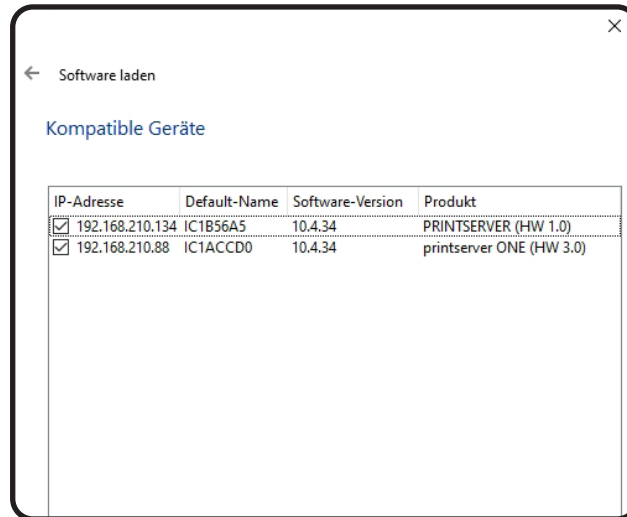 Software laden
Kompatible Geräte
IP-Adresse Default-Name Software-Version Produkt
192.168.210.134 IC1B56A5 10.4.34 PRINTSERVER (HW 1.0)
192.168.210.88 IC1ACCD0 10.4.34 printserver ONE (HW 3.0)